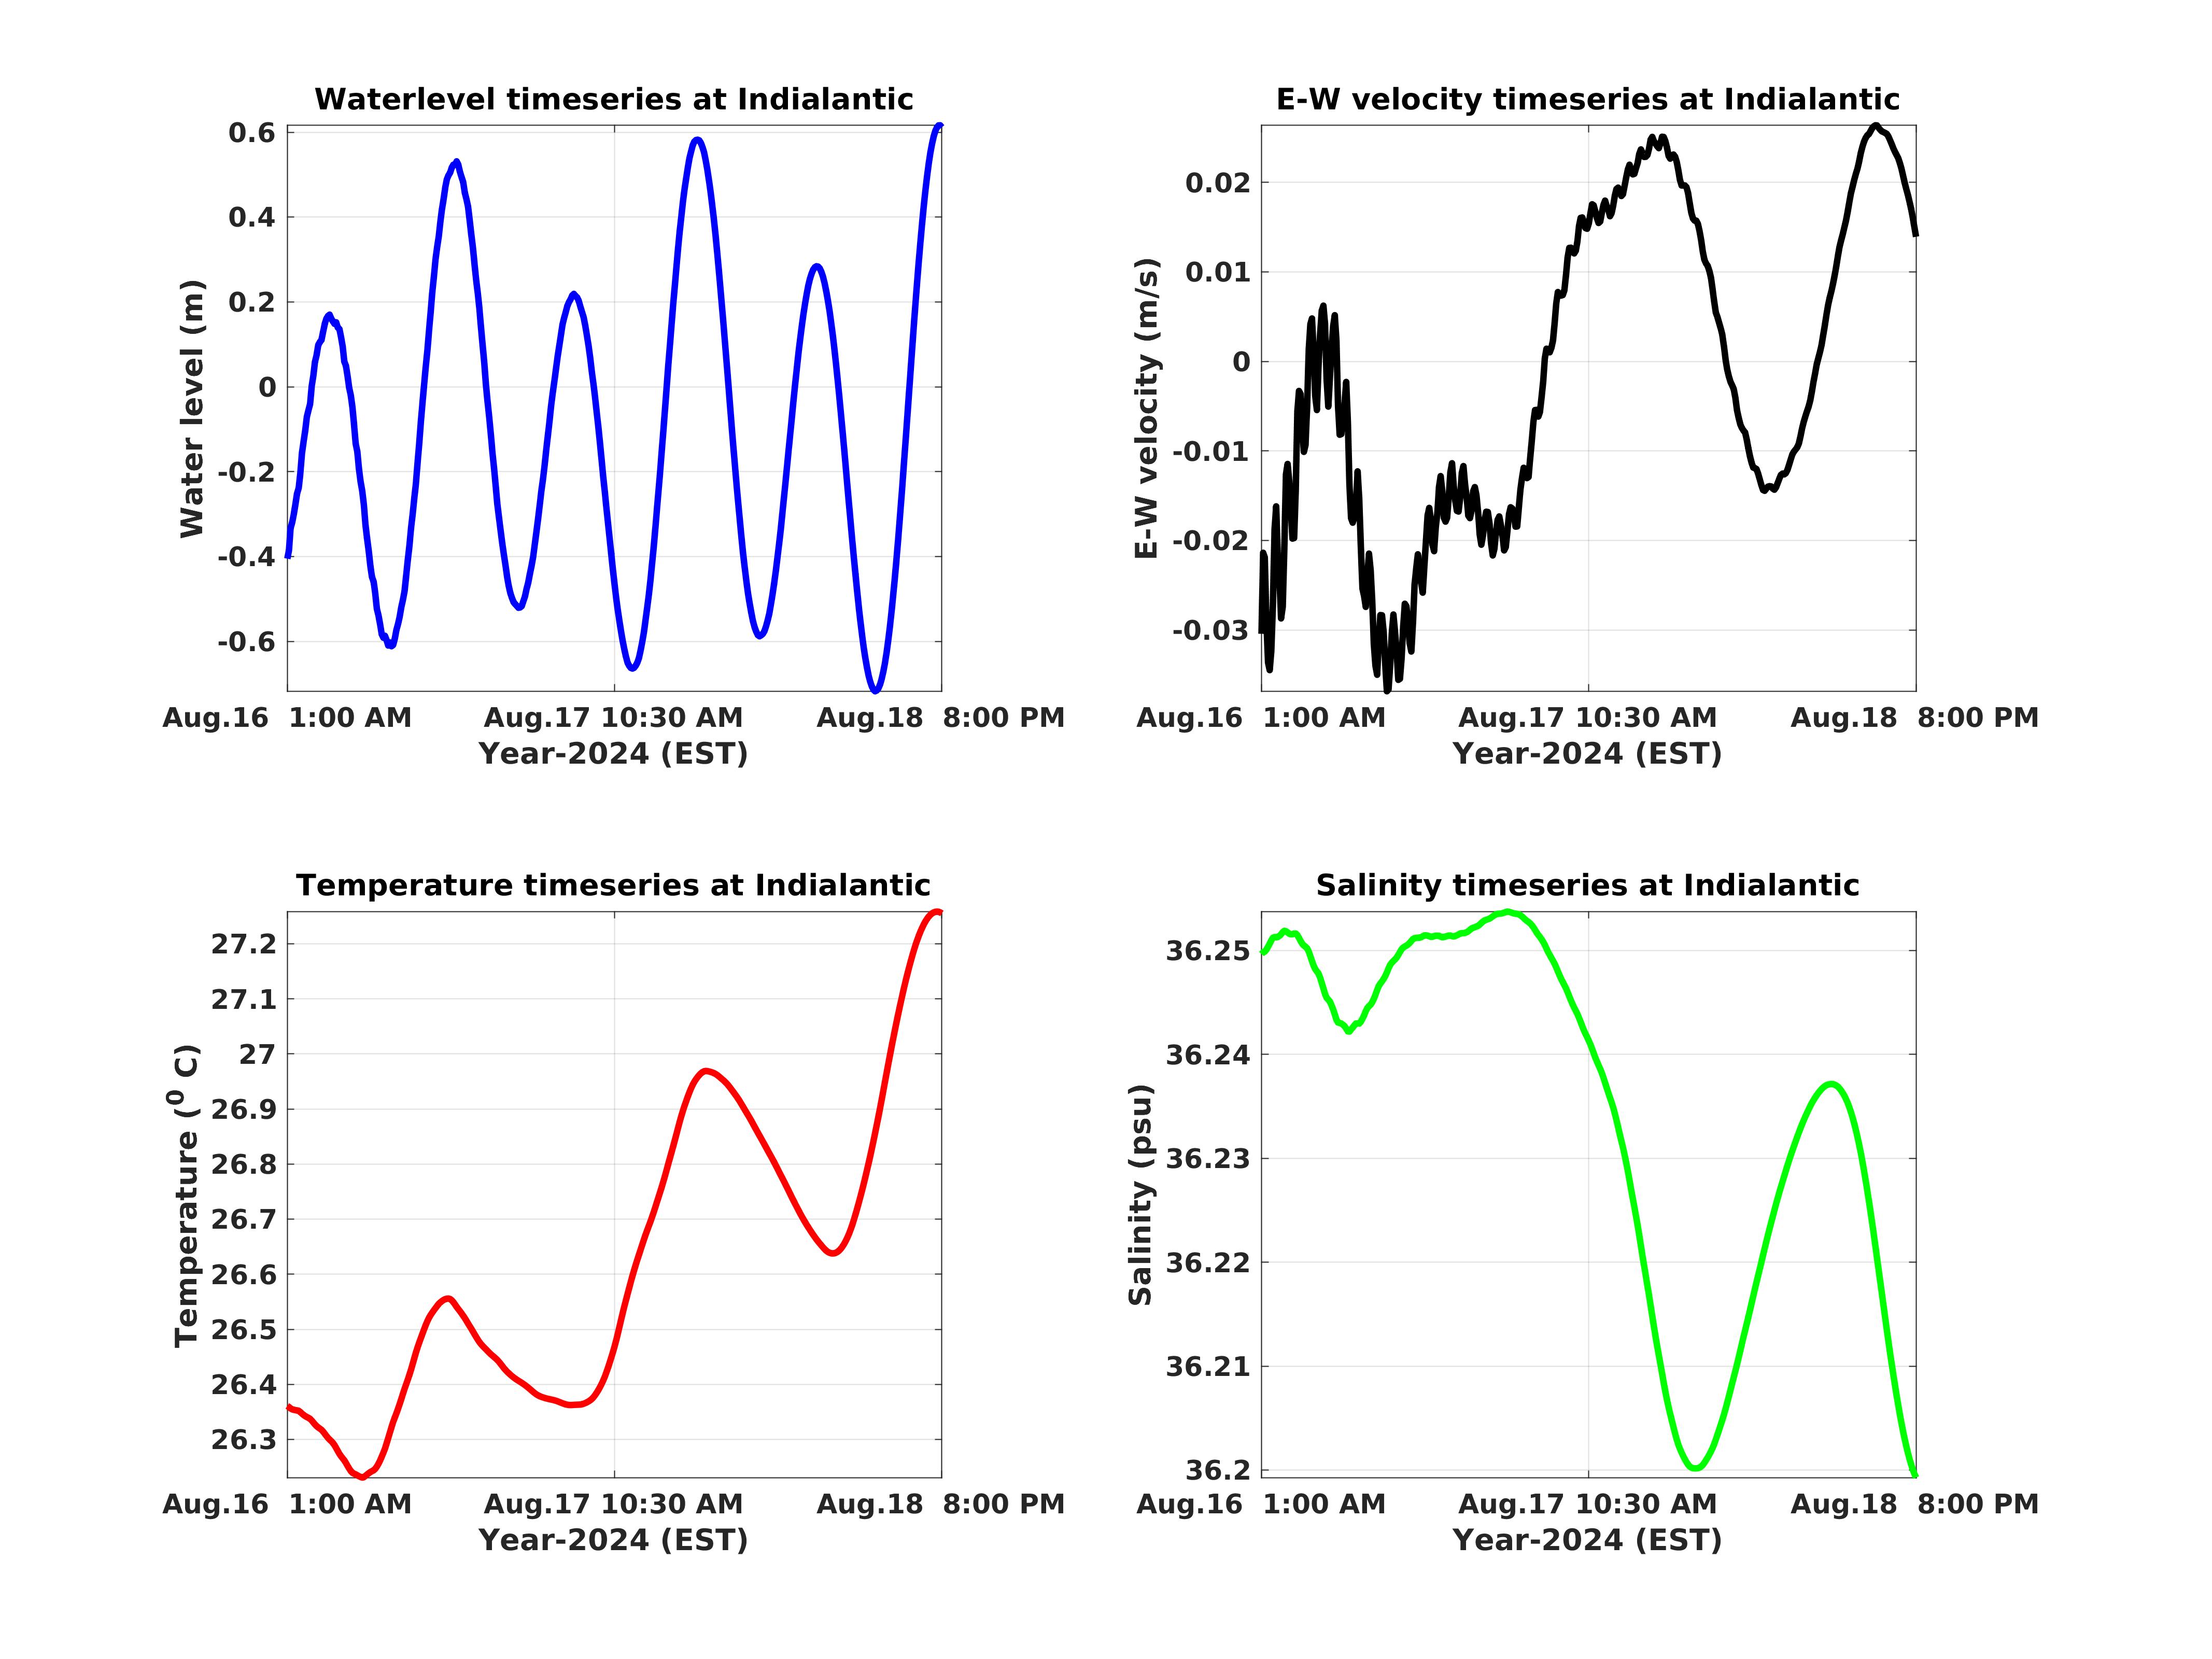 Waterlevel timeseries at Indialantic
0.6
0.4
0.2
0
-0.2
-0.4
-0.6
Water level (m)
Aug.16 1:00 AM
Aug.17 10:30 AM
Aug.18 8:00 PM
Year-2024 (EST)
E-W velocity timeseries at Indialantic
0.02
0.01
0
-0.01
-0.02
-0.03
E-W velocity (m/s)
Aug.16 1:00 AM
Aug.17 10:30 AM
Aug.18 8:00 PM
Year-2024 (EST)
Temperature timeseries at Indialantic
27.2
27.1
27
26.9
26.8
26.7
26.6
26.5
26.4
26.3
Temperature (⁰ C)
Aug.16 1:00 AM
Aug.17 10:30 AM
Aug.18 8:00 PM
Year-2024 (EST)
Salinity timeseries at Indialantic
36.25
36.24
36.23
36.22
36.21
36.2
Salinity (psu)
Aug.16 1:00 AM
Aug.17 10:30 AM
Aug.18 8:00 PM
Year-2024 (EST)